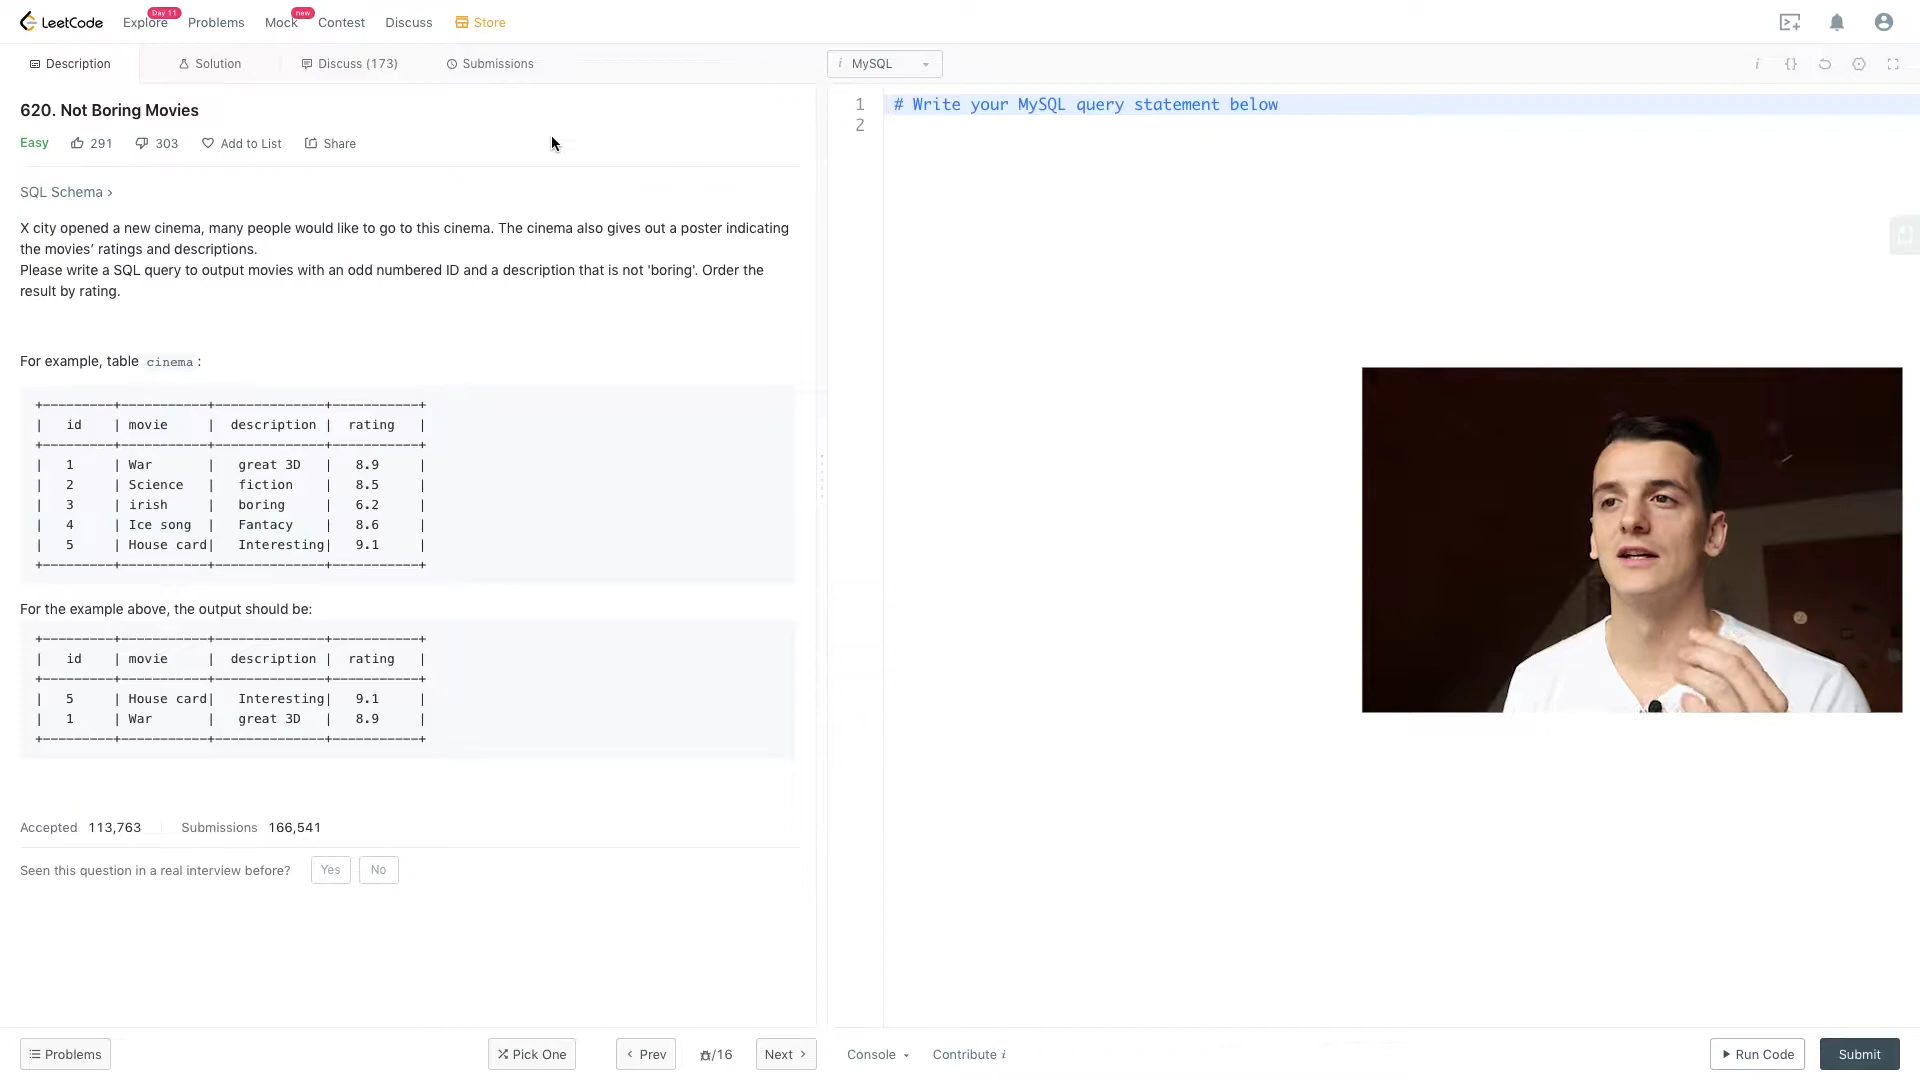 LeetCode
Explore Day 11 Problems Mock new Contest Discuss Store
Description Solution Discuss (173) Submissions
i MySQL
i {}
620. Not Boring Movies
Easy 291 303 Add to List Share
SQL Schema ›
X city opened a new cinema, many people would like to go to this cinema. The cinema also gives out a poster indicating
the movies’ ratings and descriptions.
Please write a SQL query to output movies with an odd numbered ID and a description that is not 'boring'. Order the
result by rating.
For example, table cinema:
+---------+-----------+--------------+-----------+
|   id    | movie     |  description |  rating   |
+---------+-----------+--------------+-----------+
|   1     | War       |   great 3D   |   8.9     |
|   2     | Science   |   fiction    |   8.5     |
|   3     | irish     |   boring     |   6.2     |
|   4     | Ice song  |   Fantacy    |   8.6     |
|   5     | House card|   Interesting|   9.1     |
+---------+-----------+--------------+-----------+
For the example above, the output should be:
+---------+-----------+--------------+-----------+
|   id    | movie     |  description |  rating   |
+---------+-----------+--------------+-----------+
|   5     | House card|   Interesting|   9.1     |
|   1     | War       |   great 3D   |   8.9     |
+---------+-----------+--------------+-----------+
Accepted 113,763 Submissions 166,541
Seen this question in a real interview before? Yes No
1 # Write your MySQL query statement below
2
Problems Pick One ‹ Prev /16 Next › Console Contribute i Run Code Submit